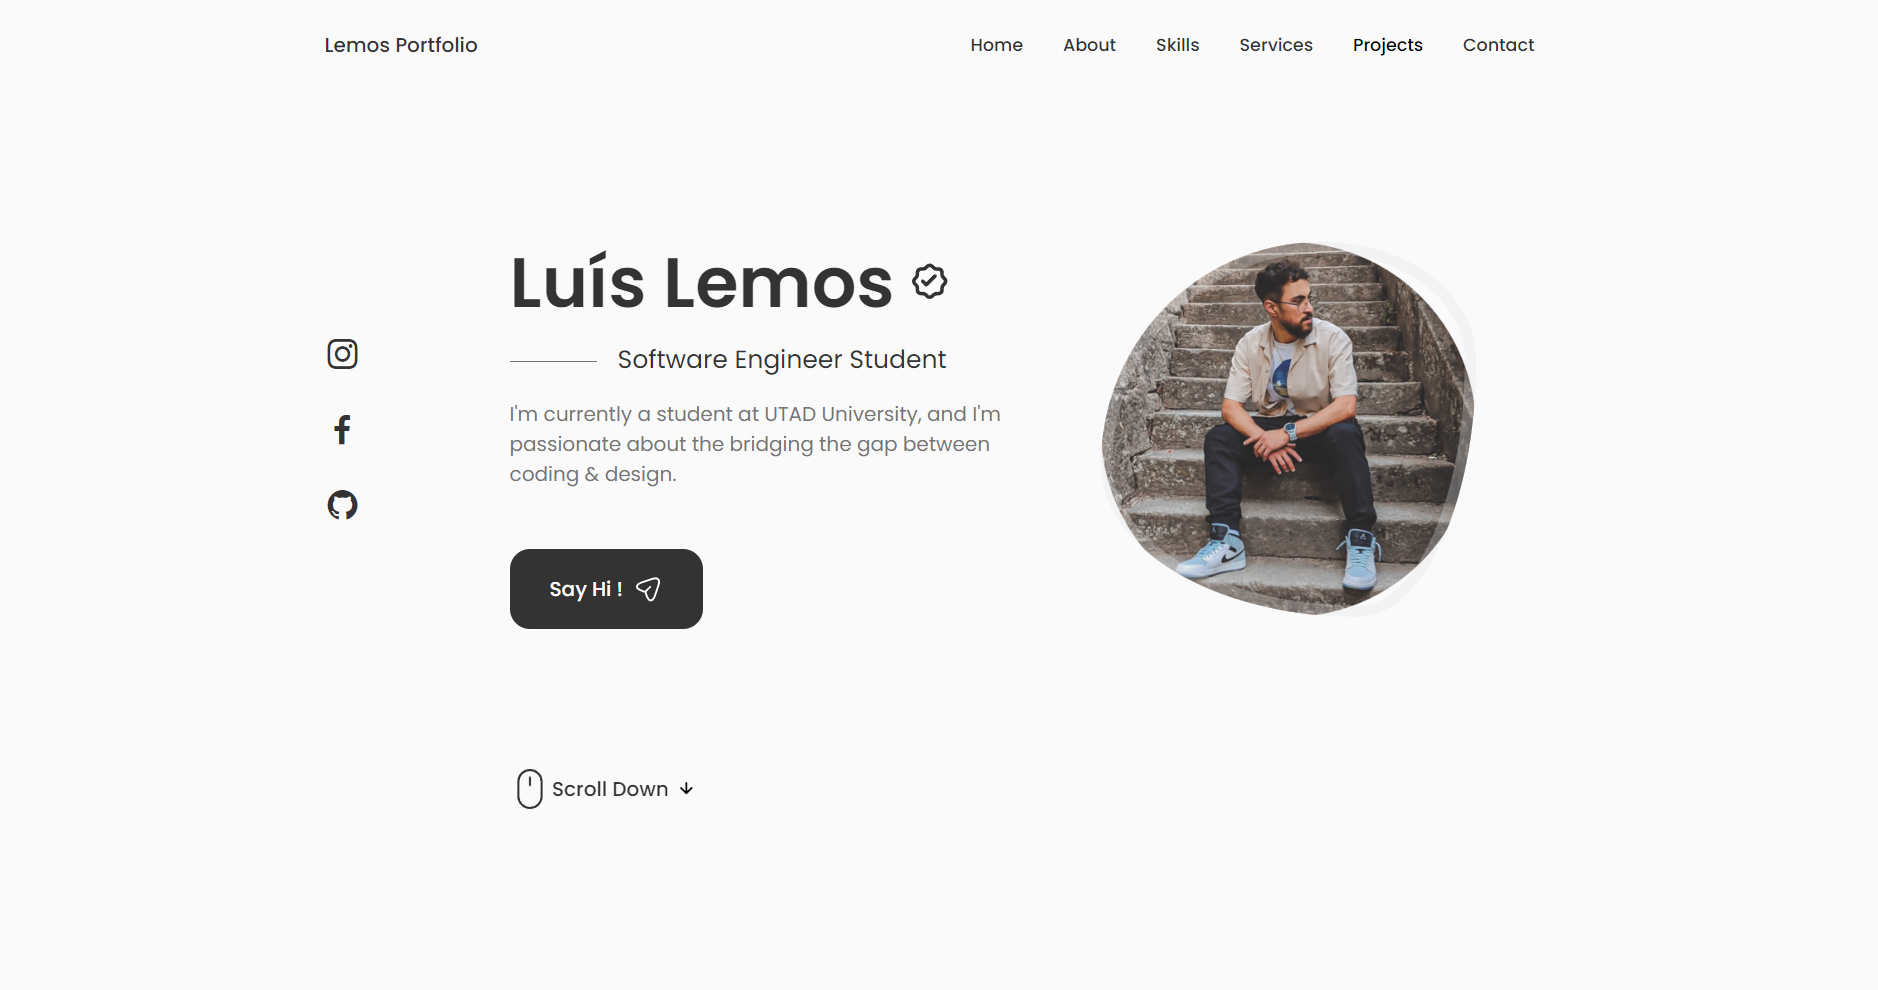 Lemos Portfolio
Home About Skills Services Projects Contact
Luís Lemos
Software Engineer Student
I'm currently a student at UTAD University, and I'm
passionate about the bridging the gap between
coding & design.
Say Hi !
Scroll Down